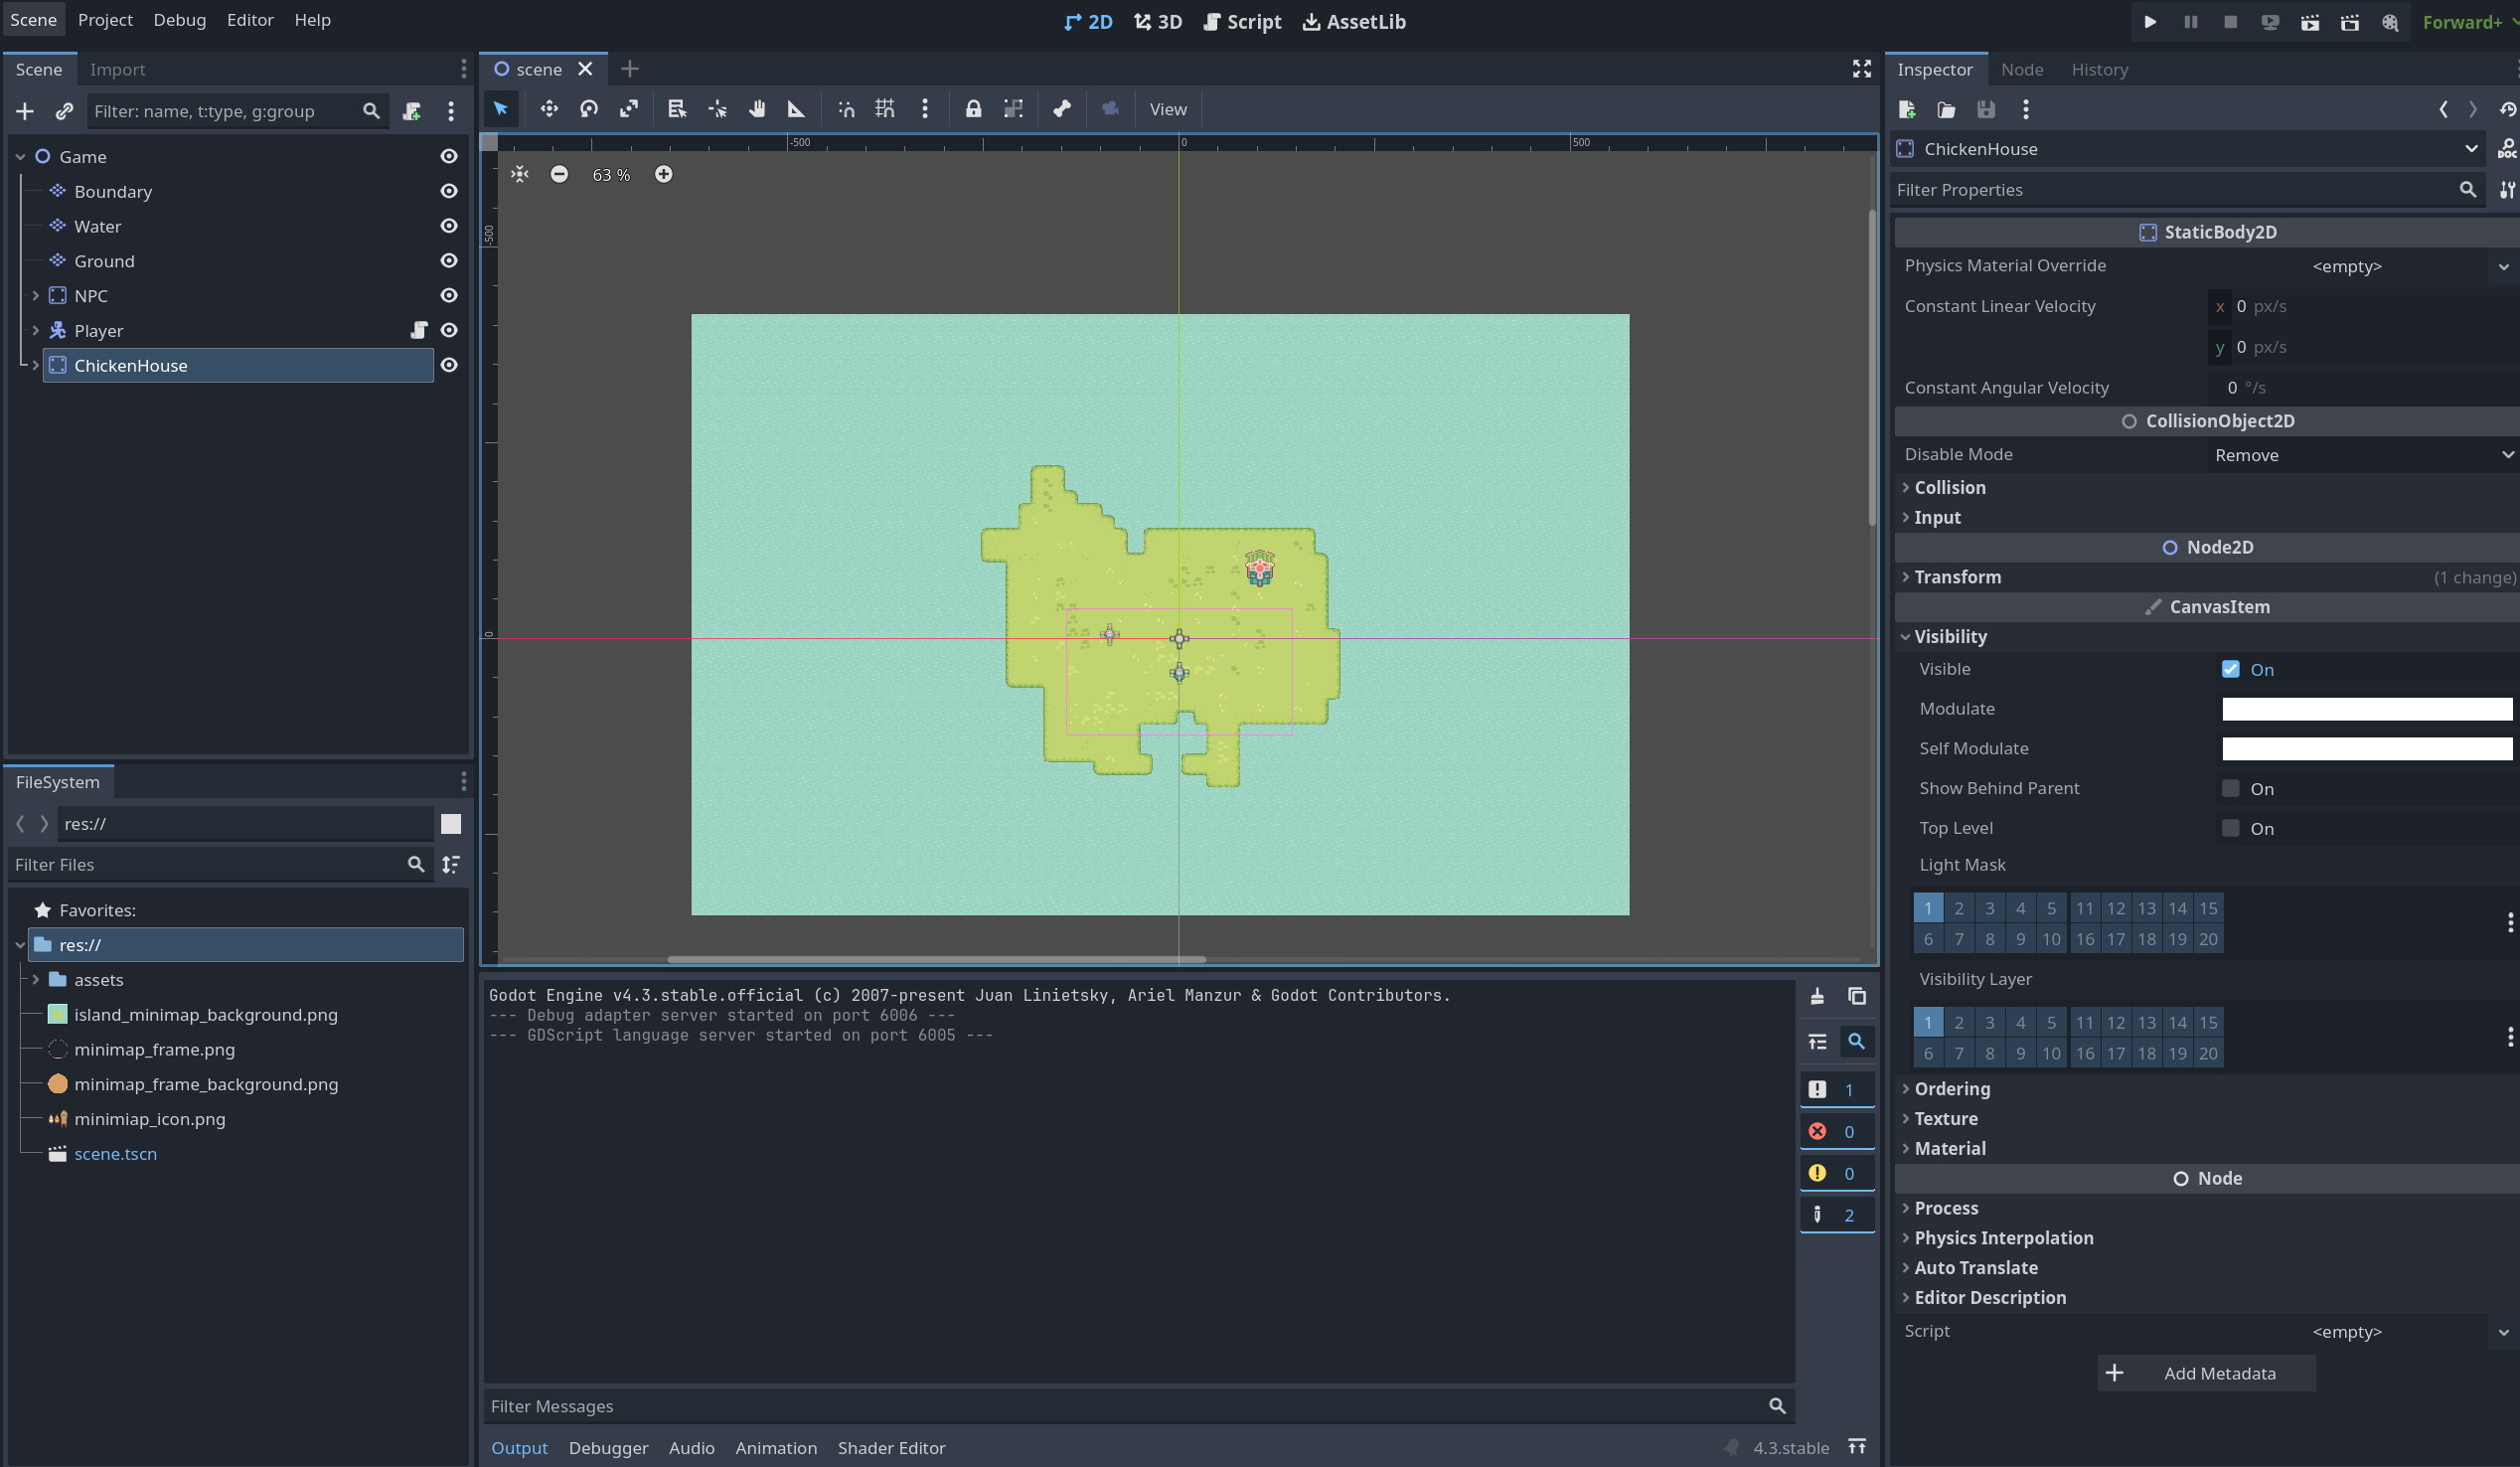 Scene Project Debug Editor Help
2D 3D Script AssetLib
Forward+
Scene Import
Filter: name, t:type, g:group
Game
Boundary
Water
Ground
NPC
Player
ChickenHouse
FileSystem
res://
Filter Files
Favorites:
res://
assets
island_minimap_background.png
minimap_frame.png
minimap_frame_background.png
minimiap_icon.png
scene.tscn
scene
View
-500 0 500
-500
0
63 %
Godot Engine v4.3.stable.official (c) 2007-present Juan Linietsky, Ariel Manzur & Godot Contributors.
--- Debug adapter server started on port 6006 ---
--- GDScript language server started on port 6005 ---
1
0
0
2
Filter Messages
Output Debugger Audio Animation Shader Editor
4.3.stable
Inspector Node History
ChickenHouse
DOC
Filter Properties
StaticBody2D
Physics Material Override <empty>
Constant Linear Velocity x 0 px/s
y 0 px/s
Constant Angular Velocity 0 °/s
CollisionObject2D
Disable Mode Remove
Collision
Input
Node2D
Transform (1 change)
CanvasItem
Visibility
Visible On
Modulate
Self Modulate
Show Behind Parent On
Top Level On
Light Mask
1 2 3 4 5 11 12 13 14 15
6 7 8 9 10 16 17 18 19 20
Visibility Layer
1 2 3 4 5 11 12 13 14 15
6 7 8 9 10 16 17 18 19 20
Ordering
Texture
Material
Node
Process
Physics Interpolation
Auto Translate
Editor Description
Script <empty>
Add Metadata